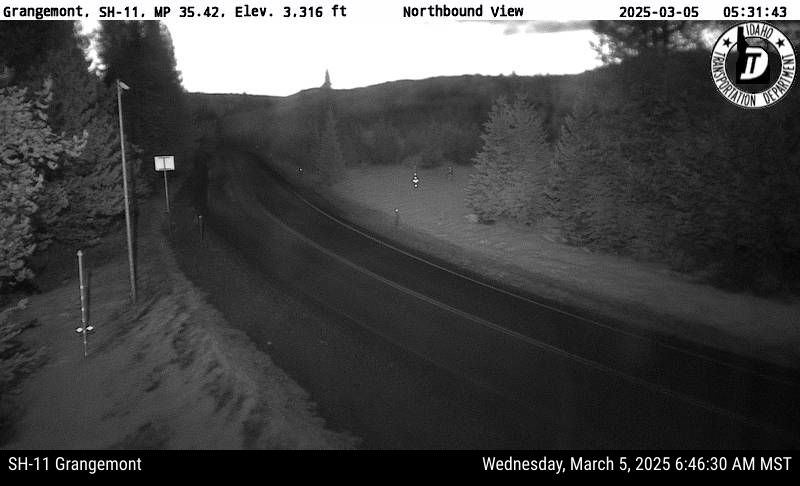 Grangemont, SH-11, MP 35.42, Elev. 3,316 ft Northbound View 2025-03-05 05:31:43
IDAHO
TRANSPORTATION DEPARTMENT
SH-11 Grangemont Wednesday, March 5, 2025 6:46:30 AM MST